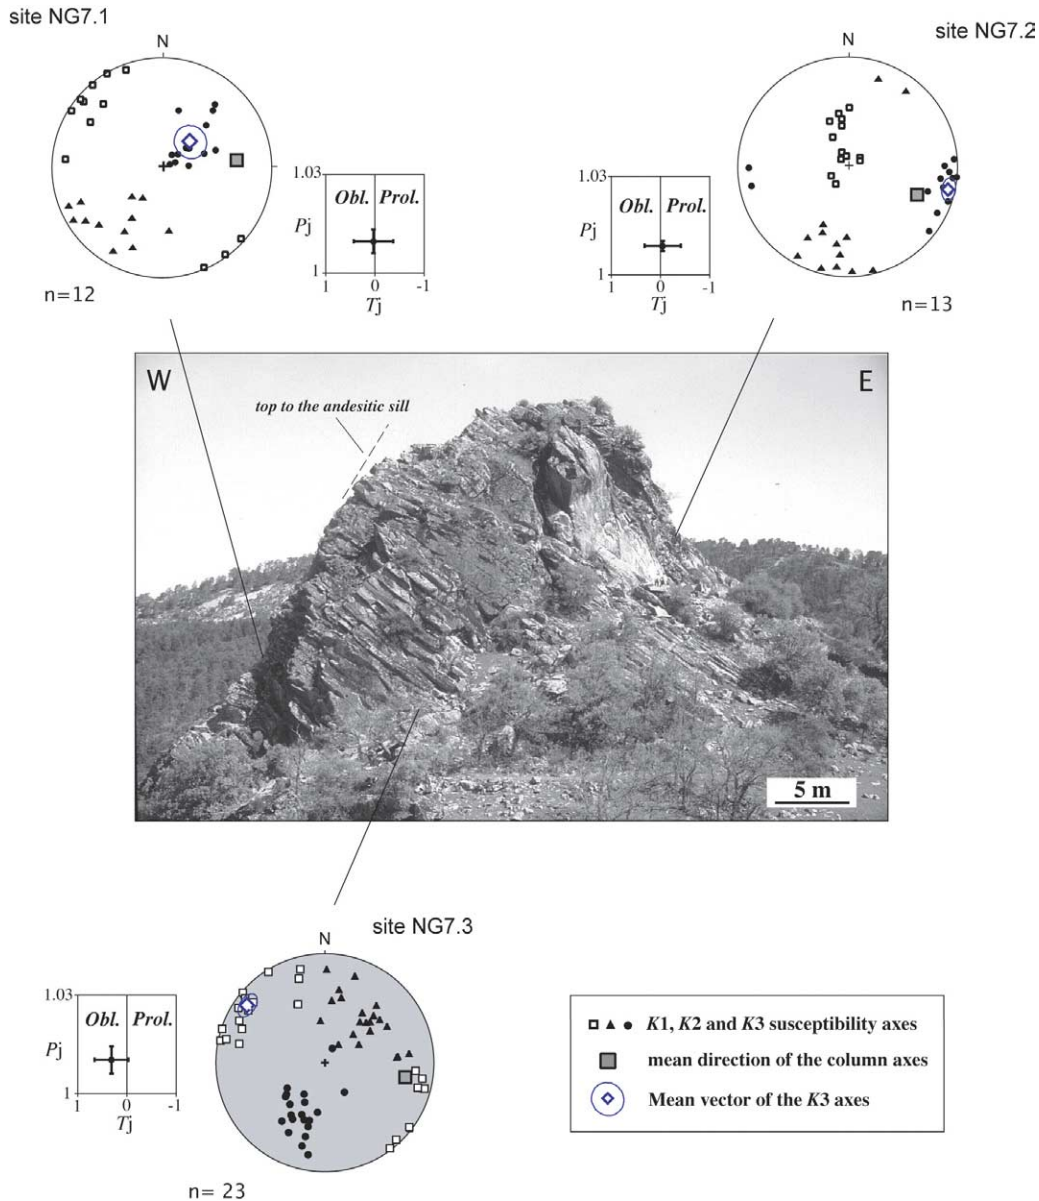 site NG7.1
site NG7.2
N
N
1.03
Obl. Prol.
Pj
1
1 0 -1
Tj
n=12
1.03
Obl. Prol.
Pj
1
1 0 -1
Tj
n=13
W
E
top to the andesitic sill
5 m
site NG7.3
N
1.03
Obl. Prol.
Pj
1
1 0 -1
Tj
n= 23
K1, K2 and K3 susceptibility axes
mean direction of the column axes
Mean vector of the K3 axes